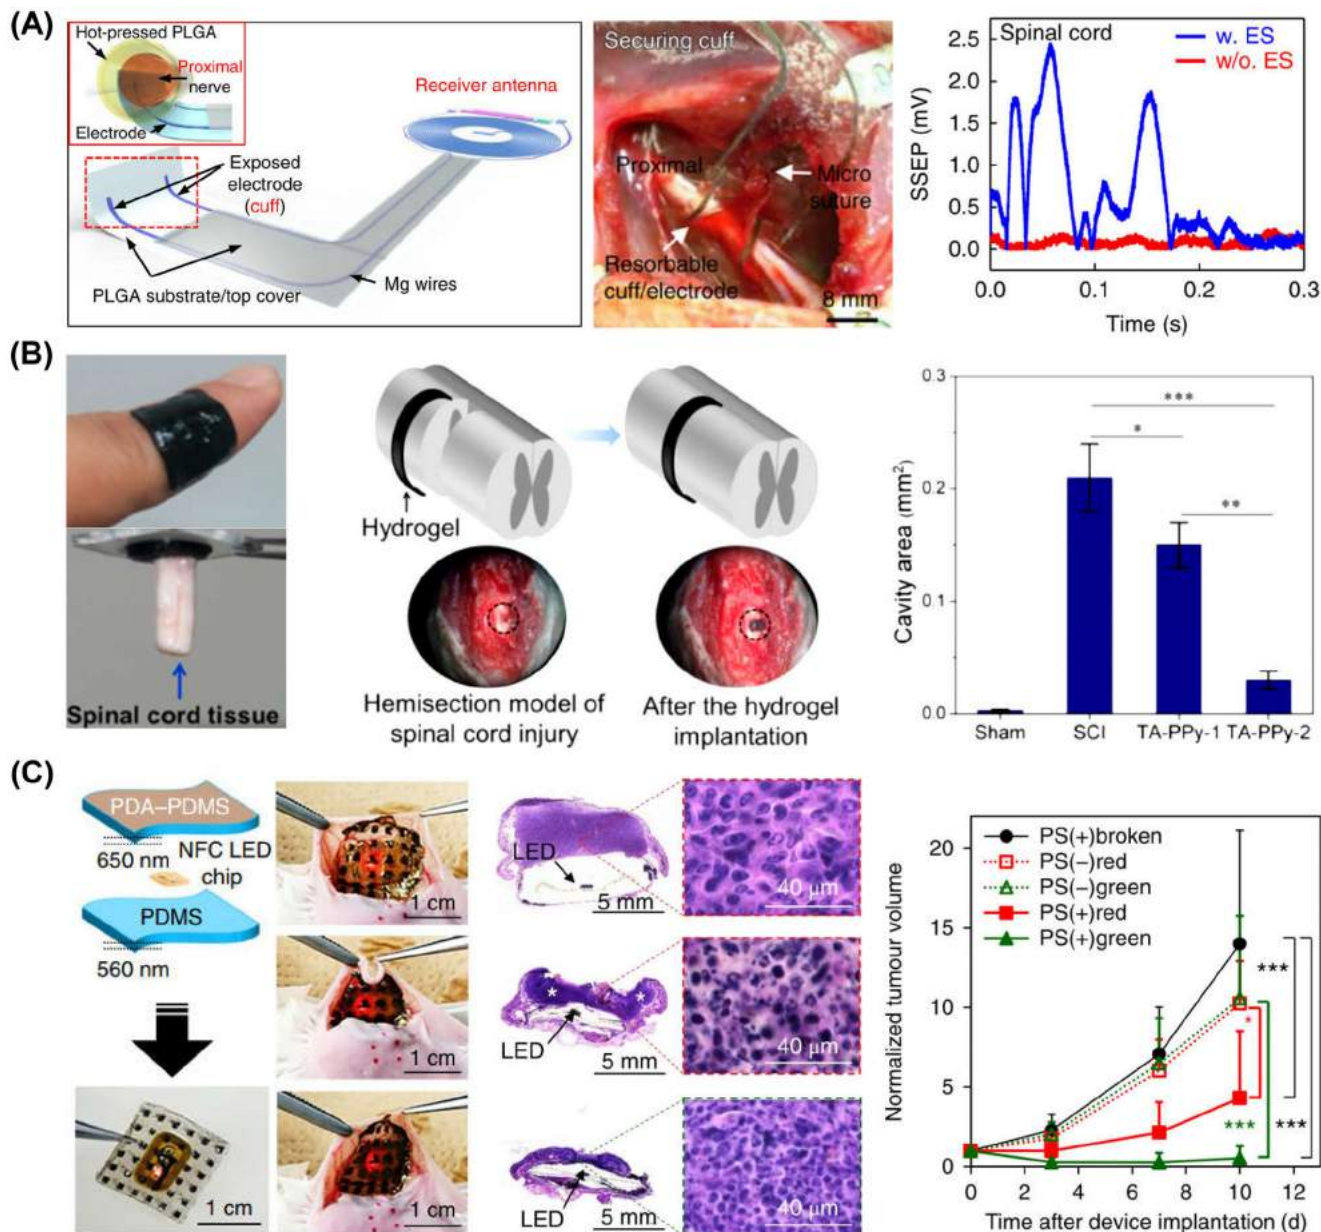 (A)
Hot-pressed PLGA
Proximal
nerve
Electrode
Exposed
electrode
(cuff)
PLGA substrate/top cover
Mg wires
Receiver antenna
Securing cuff
Proximal
Micro
suture
Resorbable
cuff/electrode
8 mm
Spinal cord
w. ES
w/o. ES
SSEP (mV)
2.5
2.0
1.5
1.0
0.5
0.0
0.0 0.1 0.2 0.3
Time (s)
(B)
Spinal cord tissue
Hydrogel
Hemisection model of
spinal cord injury
After the hydrogel
implantation
Cavity area (mm²)
0.3
0.2
0.1
0.0
***
*
**
Sham SCI TA-PPy-1 TA-PPy-2
(C)
PDA–PDMS
650 nm
NFC LED
chip
PDMS
560 nm
1 cm
1 cm
1 cm
1 cm
LED
5 mm
40 μm
*
*
LED
5 mm
40 μm
LED
5 mm
40 μm
Normalized tumour volume
20
15
10
5
0
PS(+)broken
PS(−)red
PS(−)green
PS(+)red
PS(+)green
***
*
***
***
0 2 4 6 8 10 12
Time after device implantation (d)